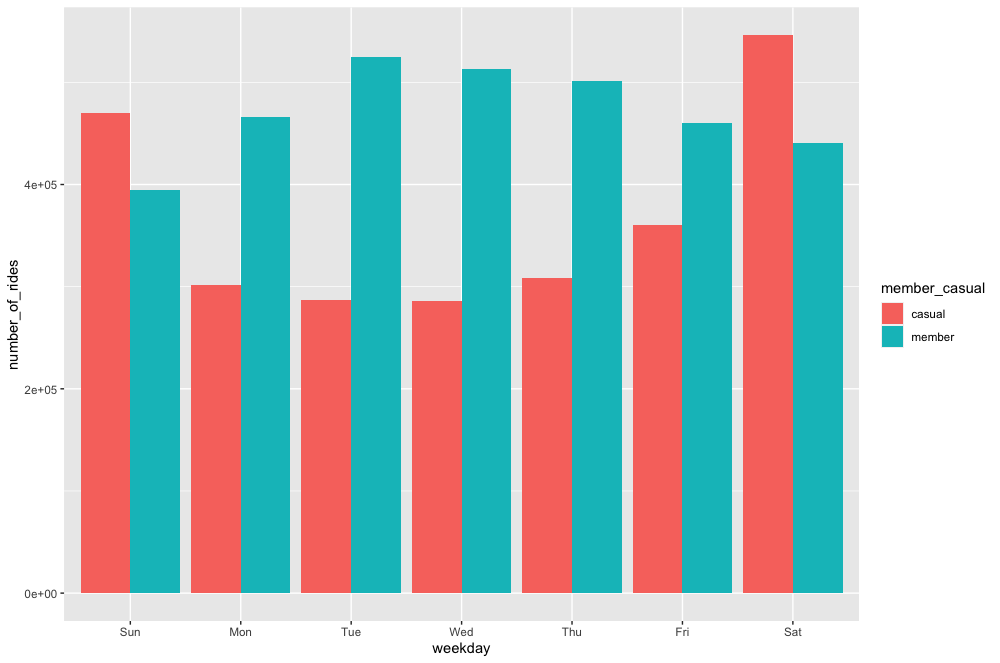 number_of_rides
4e+05
2e+05
0e+00
Sun Mon Tue Wed Thu Fri Sat
weekday
member_casual
casual
member